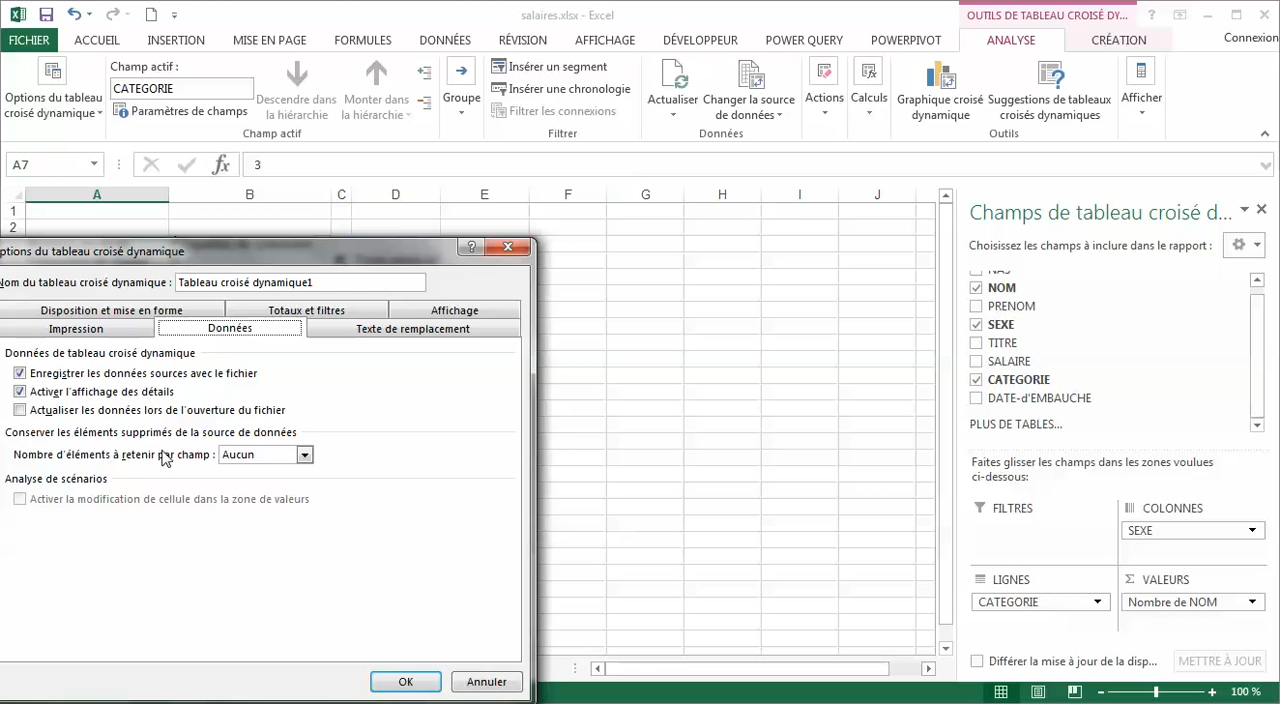 salaires.xlsx - Excel
OUTILS DE TABLEAU CROISÉ DY...
FICHIER ACCUEIL INSERTION MISE EN PAGE FORMULES DONNÉES RÉVISION AFFICHAGE DÉVELOPPEUR POWER QUERY POWERPIVOT ANALYSE CRÉATION Connexion
Options du tableau
croisé dynamique
Champ actif :
CATEGORIE
Paramètres de champs
Descendre dans
la hiérarchie
Monter dans
la hiérarchie
Champ actif
Groupe
Insérer un segment
Insérer une chronologie
Filtrer les connexions
Filtrer
Actualiser
Changer la source
de données
Données
Actions
Calculs
Graphique croisé
dynamique
Suggestions de tableaux
croisés dynamiques
Outils
Afficher
A7 fx 3
A B C D E F G H I J
1
2
Options du tableau croisé dynamique
Nom du tableau croisé dynamique : Tableau croisé dynamique1
Disposition et mise en forme Totaux et filtres Affichage
Impression Données Texte de remplacement
Données de tableau croisé dynamique
Enregistrer les données sources avec le fichier
Activer l'affichage des détails
Actualiser les données lors de l'ouverture du fichier
Conserver les éléments supprimés de la source de données
Nombre d'éléments à retenir par champ : Aucun
Analyse de scénarios
Activer la modification de cellule dans la zone de valeurs
OK Annuler
Champs de tableau croisé d...
Choisissez les champs à inclure dans le rapport :
NAS
NOM
PRENOM
SEXE
TITRE
SALAIRE
CATEGORIE
DATE-d'EMBAUCHE
PLUS DE TABLES...
Faites glisser les champs dans les zones voulues
ci-dessous:
FILTRES COLONNES
SEXE
LIGNES Σ VALEURS
CATEGORIE Nombre de NOM
Différer la mise à jour de la disp... METTRE À JOUR
100 %